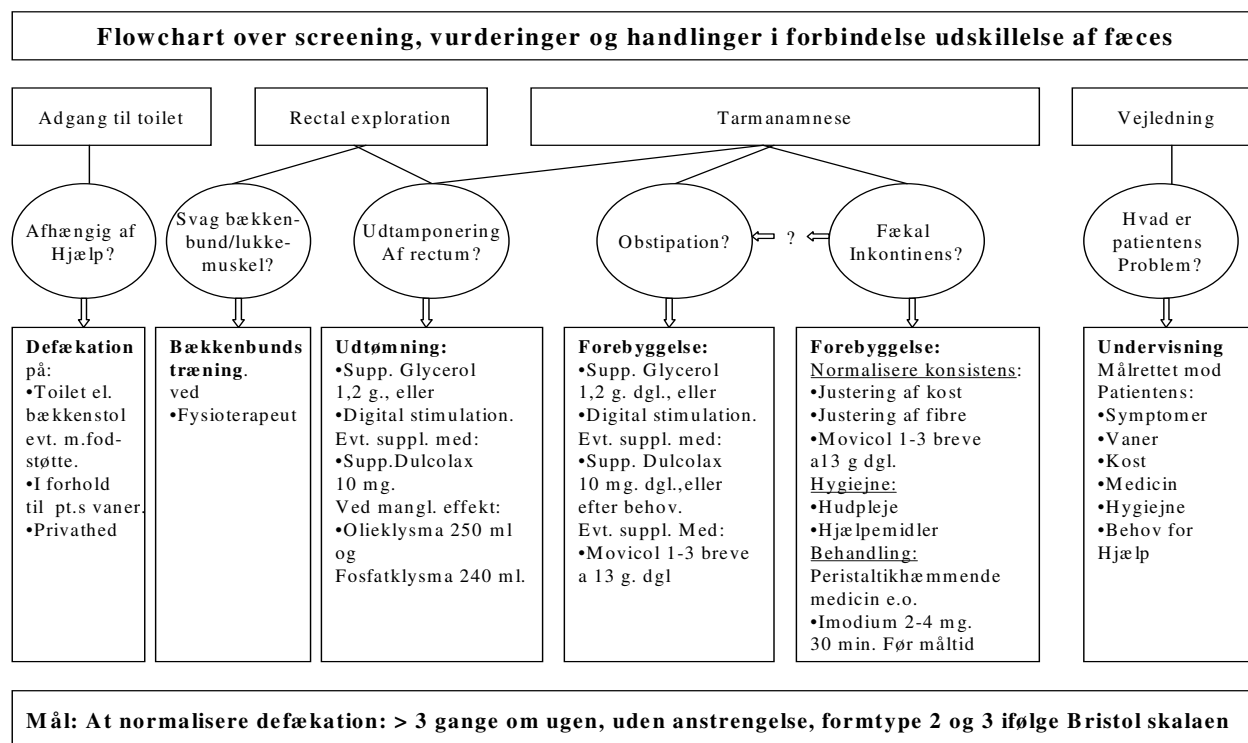 Flowchart over screening, vurderinger og handlinger i forbindelse udskillelse af fæces
Adgang til toilet
Rectal exploration
Tarmanamnese
Vejledning
Afhængig af
Hjælp?
Svag bækken-
bund/lukke-
muskel?
Udtamponering
Af rectum?
Obstipation?
?
Fækal
Inkontinens?
Hvad er
patientens
Problem?
Defækation
på:
•Toilet el.
bækkenstol
evt. m.fod-
støtte.
•I forhold
til pt.s vaner.
•Privathed
Bækkenbunds
træning.
ved
•Fysioterapeut
Udtømning:
•Supp. Glycerol
1,2 g., eller
•Digital stimulation.
Evt. suppl. med:
•Supp.Dulcolax
10 mg.
Ved mangl. effekt:
•Olieklysma 250 ml
og
Fosfatklysma 240 ml.
Forebyggelse:
•Supp. Glycerol
1,2 g. dgl., eller
•Digital stimulation.
Evt. suppl. med:
•Supp. Dulcolax
10 mg. dgl.,eller
efter behov.
Evt. suppl. Med:
•Movicol 1-3 breve
a 13 g. dgl
Forebyggelse:
Normalisere konsistens:
•Justering af kost
•Justering af fibre
•Movicol 1-3 breve
a13 g dgl.
Hygiejne:
•Hudpleje
•Hjælpemidler
Behandling:
Peristaltikhæmmende
medicin e.o.
•Imodium 2-4 mg.
30 min. Før måltid
Undervisning
Målrettet mod
Patientens:
•Symptomer
•Vaner
•Kost
•Medicin
•Hygiejne
•Behov for
Hjælp
Mål: At normalisere defækation: > 3 gange om ugen, uden anstrengelse, formtype 2 og 3 ifølge Bristol skalaen